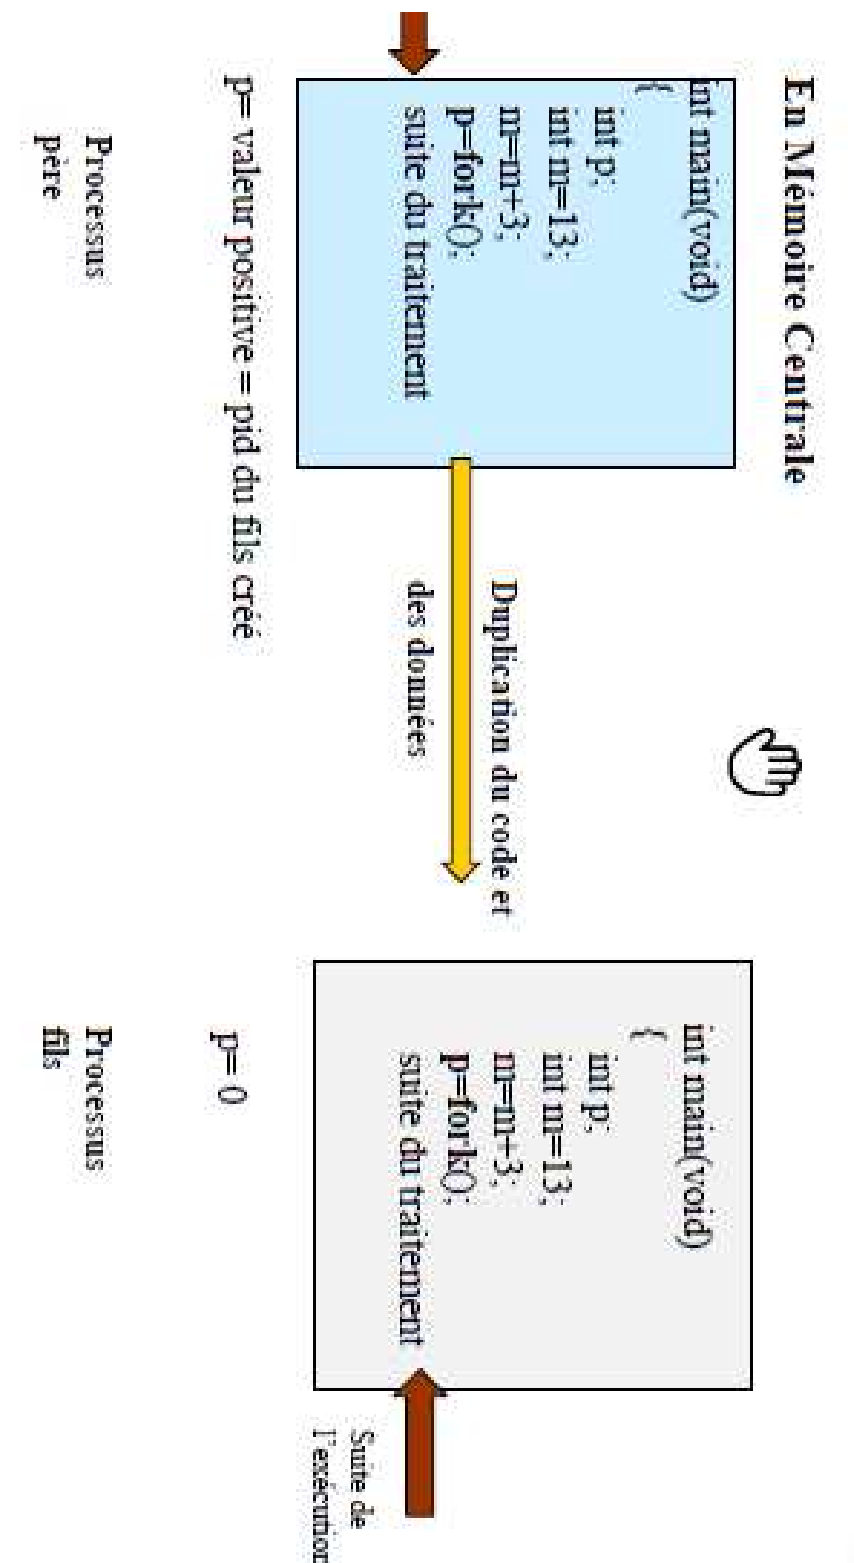 En Mémoire Centrale
int main(void)
{
int p;
int m=13;
m=m+3;
p=fork();
suite du traitement
Duplication du code et
des données
int main(void)
{
int p;
int m=13;
m=m+3;
p=fork();
suite du traitement
Suite de
l'exécution
p= valeur positive = pid du fils créé
p= 0
Processus
père
Processus
fils